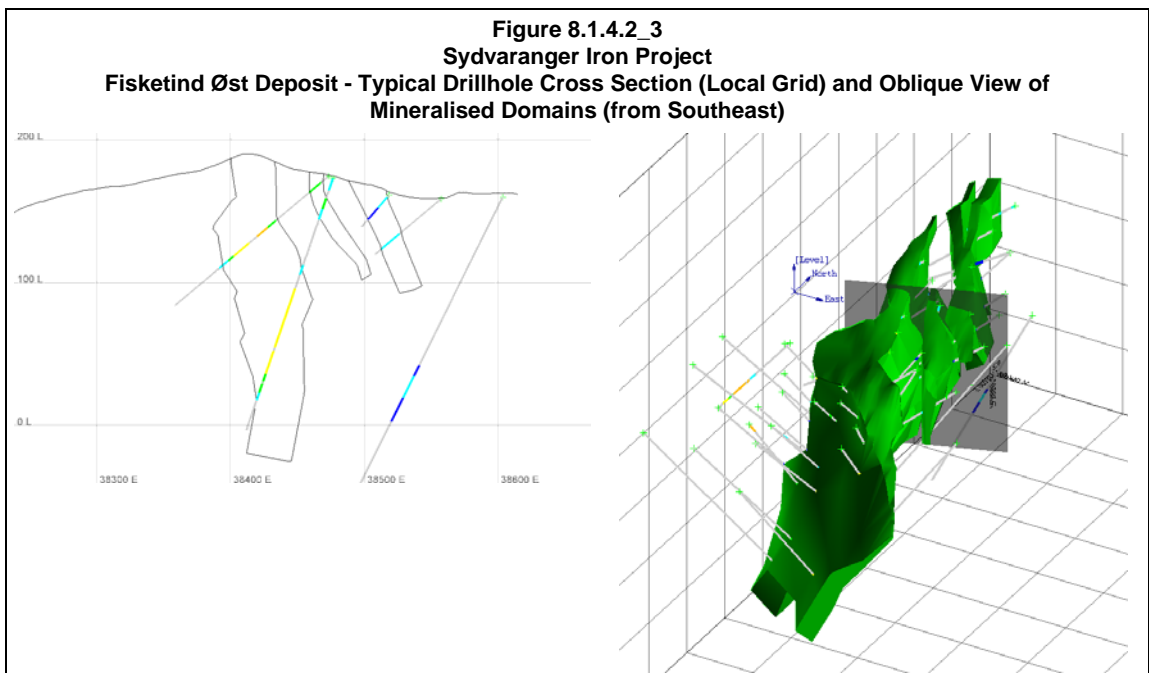 Figure 8.1.4.2_3
Sydvaranger Iron Project
Fisketind Øst Deposit - Typical Drillhole Cross Section (Local Grid) and Oblique View of
Mineralised Domains (from Southeast)
200 L
100 L
0 L
38300 E
38400 E
38500 E
38600 E
[Level]
North
East